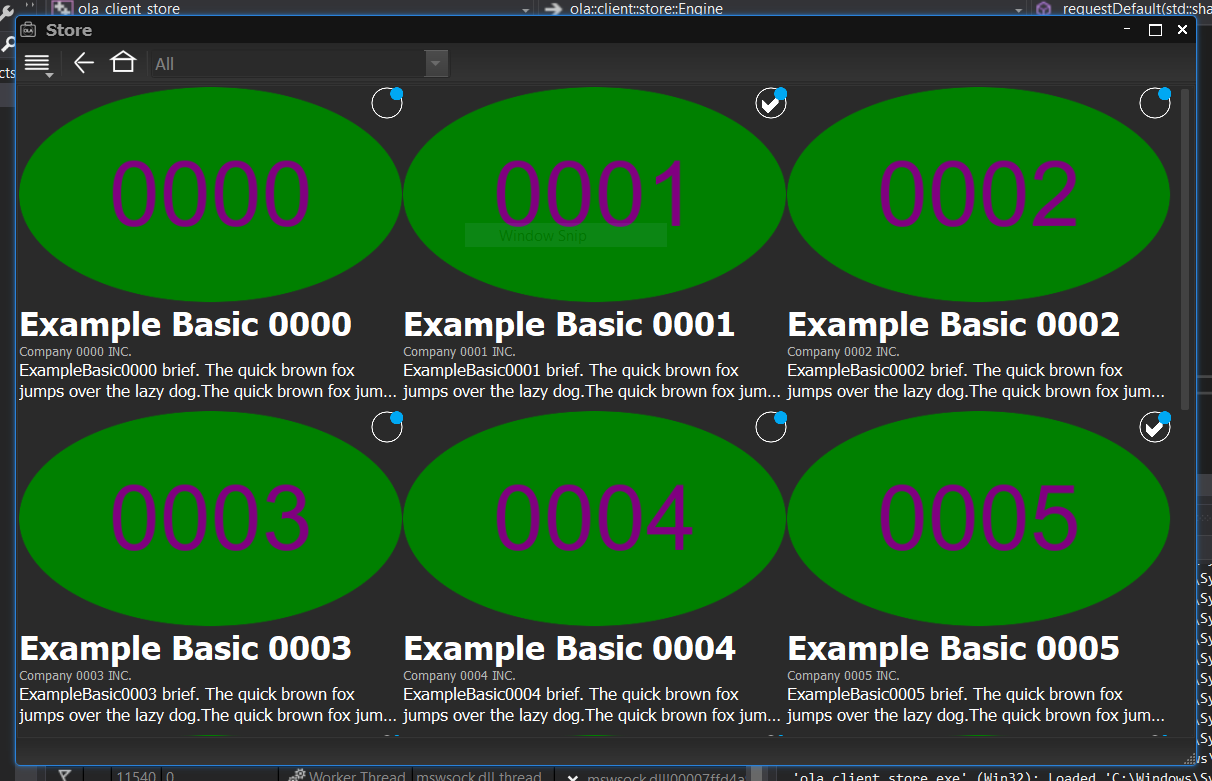 ola_client_store
ola::client::store::Engine
requestDefault(std::sha
Store
All
0000
0001
0002
Window Snip
Example Basic 0000
Company 0000 INC.
ExampleBasic0000 brief. The quick brown fox
jumps over the lazy dog.The quick brown fox jum...
Example Basic 0001
Company 0001 INC.
ExampleBasic0001 brief. The quick brown fox
jumps over the lazy dog.The quick brown fox jum...
Example Basic 0002
Company 0002 INC.
ExampleBasic0002 brief. The quick brown fox
jumps over the lazy dog.The quick brown fox jum...
0003
0004
0005
Example Basic 0003
Company 0003 INC.
ExampleBasic0003 brief. The quick brown fox
jumps over the lazy dog.The quick brown fox jum...
Example Basic 0004
Company 0004 INC.
ExampleBasic0004 brief. The quick brown fox
jumps over the lazy dog.The quick brown fox jum...
Example Basic 0005
Company 0005 INC.
ExampleBasic0005 brief. The quick brown fox
jumps over the lazy dog.The quick brown fox jum...
11540 0 Worker Thread mswsock.dll thread mswsock.dll!00007ffd4a
'ola_client_store.exe' (Win32): Loaded 'C:\Windows\S